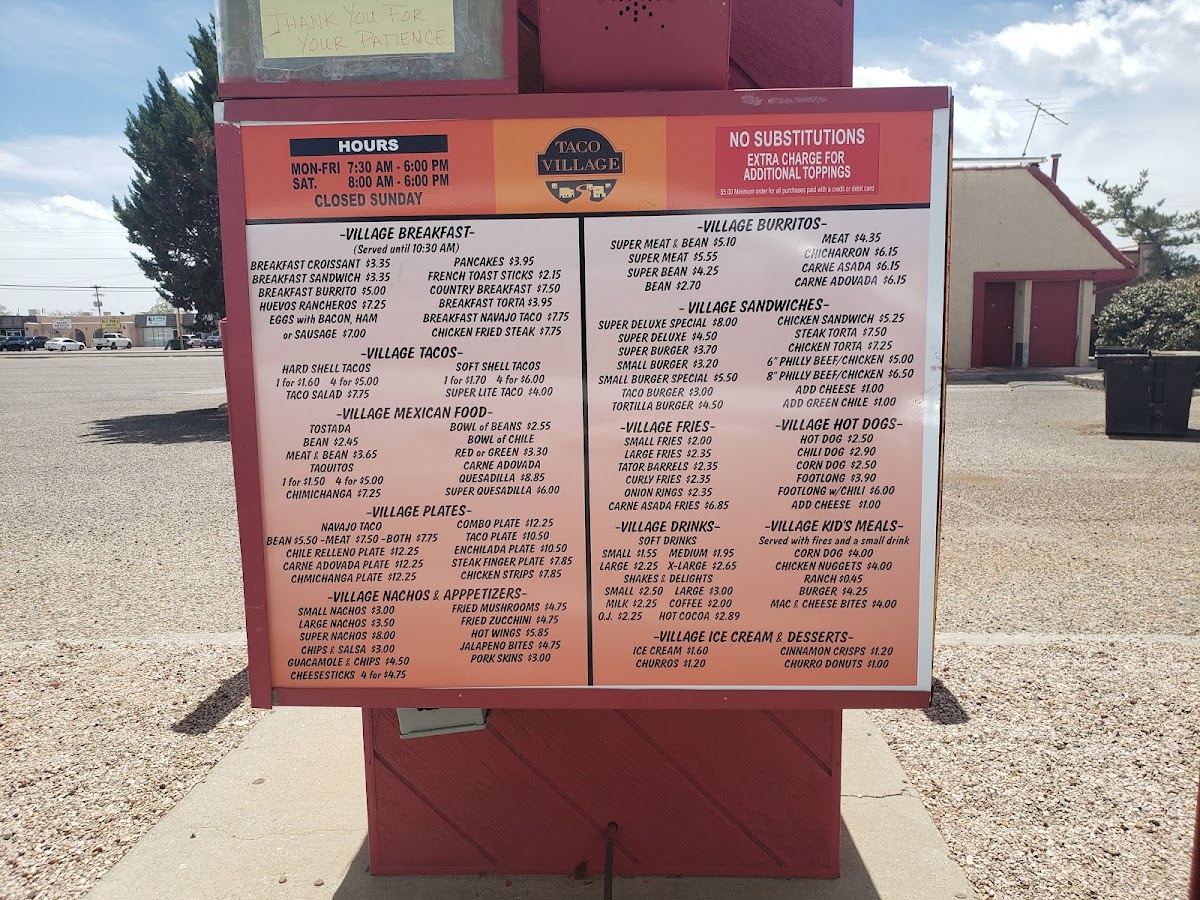 THANK YOU FOR
YOUR PATIENCE
HOURS
MON-FRI 7:30 AM - 6:00 PM
SAT. 8:00 AM - 6:00 PM
CLOSED SUNDAY
TACO
VILLAGE
NO SUBSTITUTIONS
EXTRA CHARGE FOR
ADDITIONAL TOPPINGS
$5.00 Minimum order for all purchases paid with a credit or debit card
-VILLAGE BREAKFAST-
(Served until 10:30 AM)
BREAKFAST CROISSANT $3.35
BREAKFAST SANDWICH $3.35
BREAKFAST BURRITO $5.00
HUEVOS RANCHEROS $7.25
EGGS with BACON, HAM
or SAUSAGE $7.00
PANCAKES $3.95
FRENCH TOAST STICKS $2.15
COUNTRY BREAKFAST $7.50
BREAKFAST TORTA $3.95
BREAKFAST NAVAJO TACO $7.75
CHICKEN FRIED STEAK $7.75
-VILLAGE TACOS-
HARD SHELL TACOS
1 for $1.60 4 for $5.00
TACO SALAD $7.75
SOFT SHELL TACOS
1 for $1.70 4 for $6.00
SUPER LITE TACO $4.00
-VILLAGE MEXICAN FOOD-
TOSTADA
BEAN $2.45
MEAT & BEAN $3.65
TAQUITOS
1 for $1.50 4 for $5.00
CHIMICHANGA $7.25
BOWL of BEANS $2.55
BOWL of CHILE
RED or GREEN $3.30
CARNE ADOVADA
QUESADILLA $8.85
SUPER QUESADILLA $6.00
-VILLAGE PLATES-
NAVAJO TACO
BEAN $5.50 -MEAT $7.50 -BOTH $7.75
CHILE RELLENO PLATE $12.25
CARNE ADOVADA PLATE $12.25
CHMICHANGA PLATE $12.25
COMBO PLATE $12.25
TACO PLATE $10.50
ENCHILADA PLATE $10.50
STEAK FINGER PLATE $7.85
CHICKEN STRIPS $7.85
-VILLAGE NACHOS & APPPETIZERS-
SMALL NACHOS $3.00
LARGE NACHOS $3.50
SUPER NACHOS $8.00
CHIPS & SALSA $3.00
GUACAMOLE & CHIPS $4.50
CHEESESTICKS 4 for $4.75
FRIED MUSHROOMS $4.75
FRIED ZUCCHINI $4.75
HOT WINGS $5.85
JALAPENO BITES $4.75
PORK SKINS $3.00
-VILLAGE BURRITOS-
SUPER MEAT & BEAN $5.10
SUPER MEAT $5.55
SUPER BEAN $4.25
BEAN $2.70
MEAT $4.35
CHICHARRON $6.15
CARNE ASADA $6.15
CARNE ADOVADA $6.15
-VILLAGE SANDWICHES-
SUPER DELUXE SPECIAL $8.00
SUPER DELUXE $4.50
SUPER BURGER $3.70
SMALL BURGER $3.20
SMALL BURGER SPECIAL $5.50
TACO BURGER $3.00
TORTILLA BURGER $4.50
CHICKEN SANDWICH $5.25
STEAK TORTA $7.50
CHICKEN TORTA $7.25
6" PHILLY BEEF/CHICKEN $5.00
8" PHILLY BEEF/CHICKEN $6.50
ADD CHEESE $1.00
ADD GREEN CHILE $1.00
-VILLAGE FRIES-
SMALL FRIES $2.00
LARGE FRIES $2.35
TATOR BARRELS $2.35
CURLY FRIES $2.35
ONION RINGS $2.35
CARNE ASADA FRIES $6.85
-VILLAGE HOT DOGS-
HOT DOG $2.50
CHILI DOG $2.90
CORN DOG $2.50
FOOTLONG $3.90
FOOTLONG w/CHILI $6.00
ADD CHEESE $1.00
-VILLAGE DRINKS-
SOFT DRINKS
SMALL $1.55 MEDIUM $1.95
LARGE $2.25 X-LARGE $2.65
SHAKES & DELIGHTS
SMALL $2.50 LARGE $3.00
MILK $2.25 COFFEE $2.00
O.J. $2.25 HOT COCOA $2.89
-VILLAGE KID'S MEALS-
Served with fires and a small drink
CORN DOG $4.00
CHICKEN NUGGETS $4.00
RANCH $0.45
BURGER $4.25
MAC & CHEESE BITES $4.00
-VILLAGE ICE CREAM & DESSERTS-
ICE CREAM $1.60
CHURROS $1.20
CINNAMON CRISPS $1.20
CHURRO DONUTS $1.00